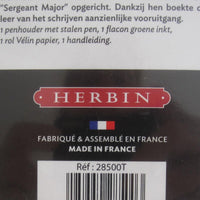 "Sergeant Major" opgericht. Dankzij hen boekte
leer van het schrijven aanzienlijke vooruitgang.
1 penhouder met stalen pen, 1 flacon groene inkt,
1 rol Vélin papier, 1 handleiding.
HERBIN
FABRIQUÉ & ASSEMBLÉ EN FRANCE
MADE IN FRANCE
Réf : 28500T